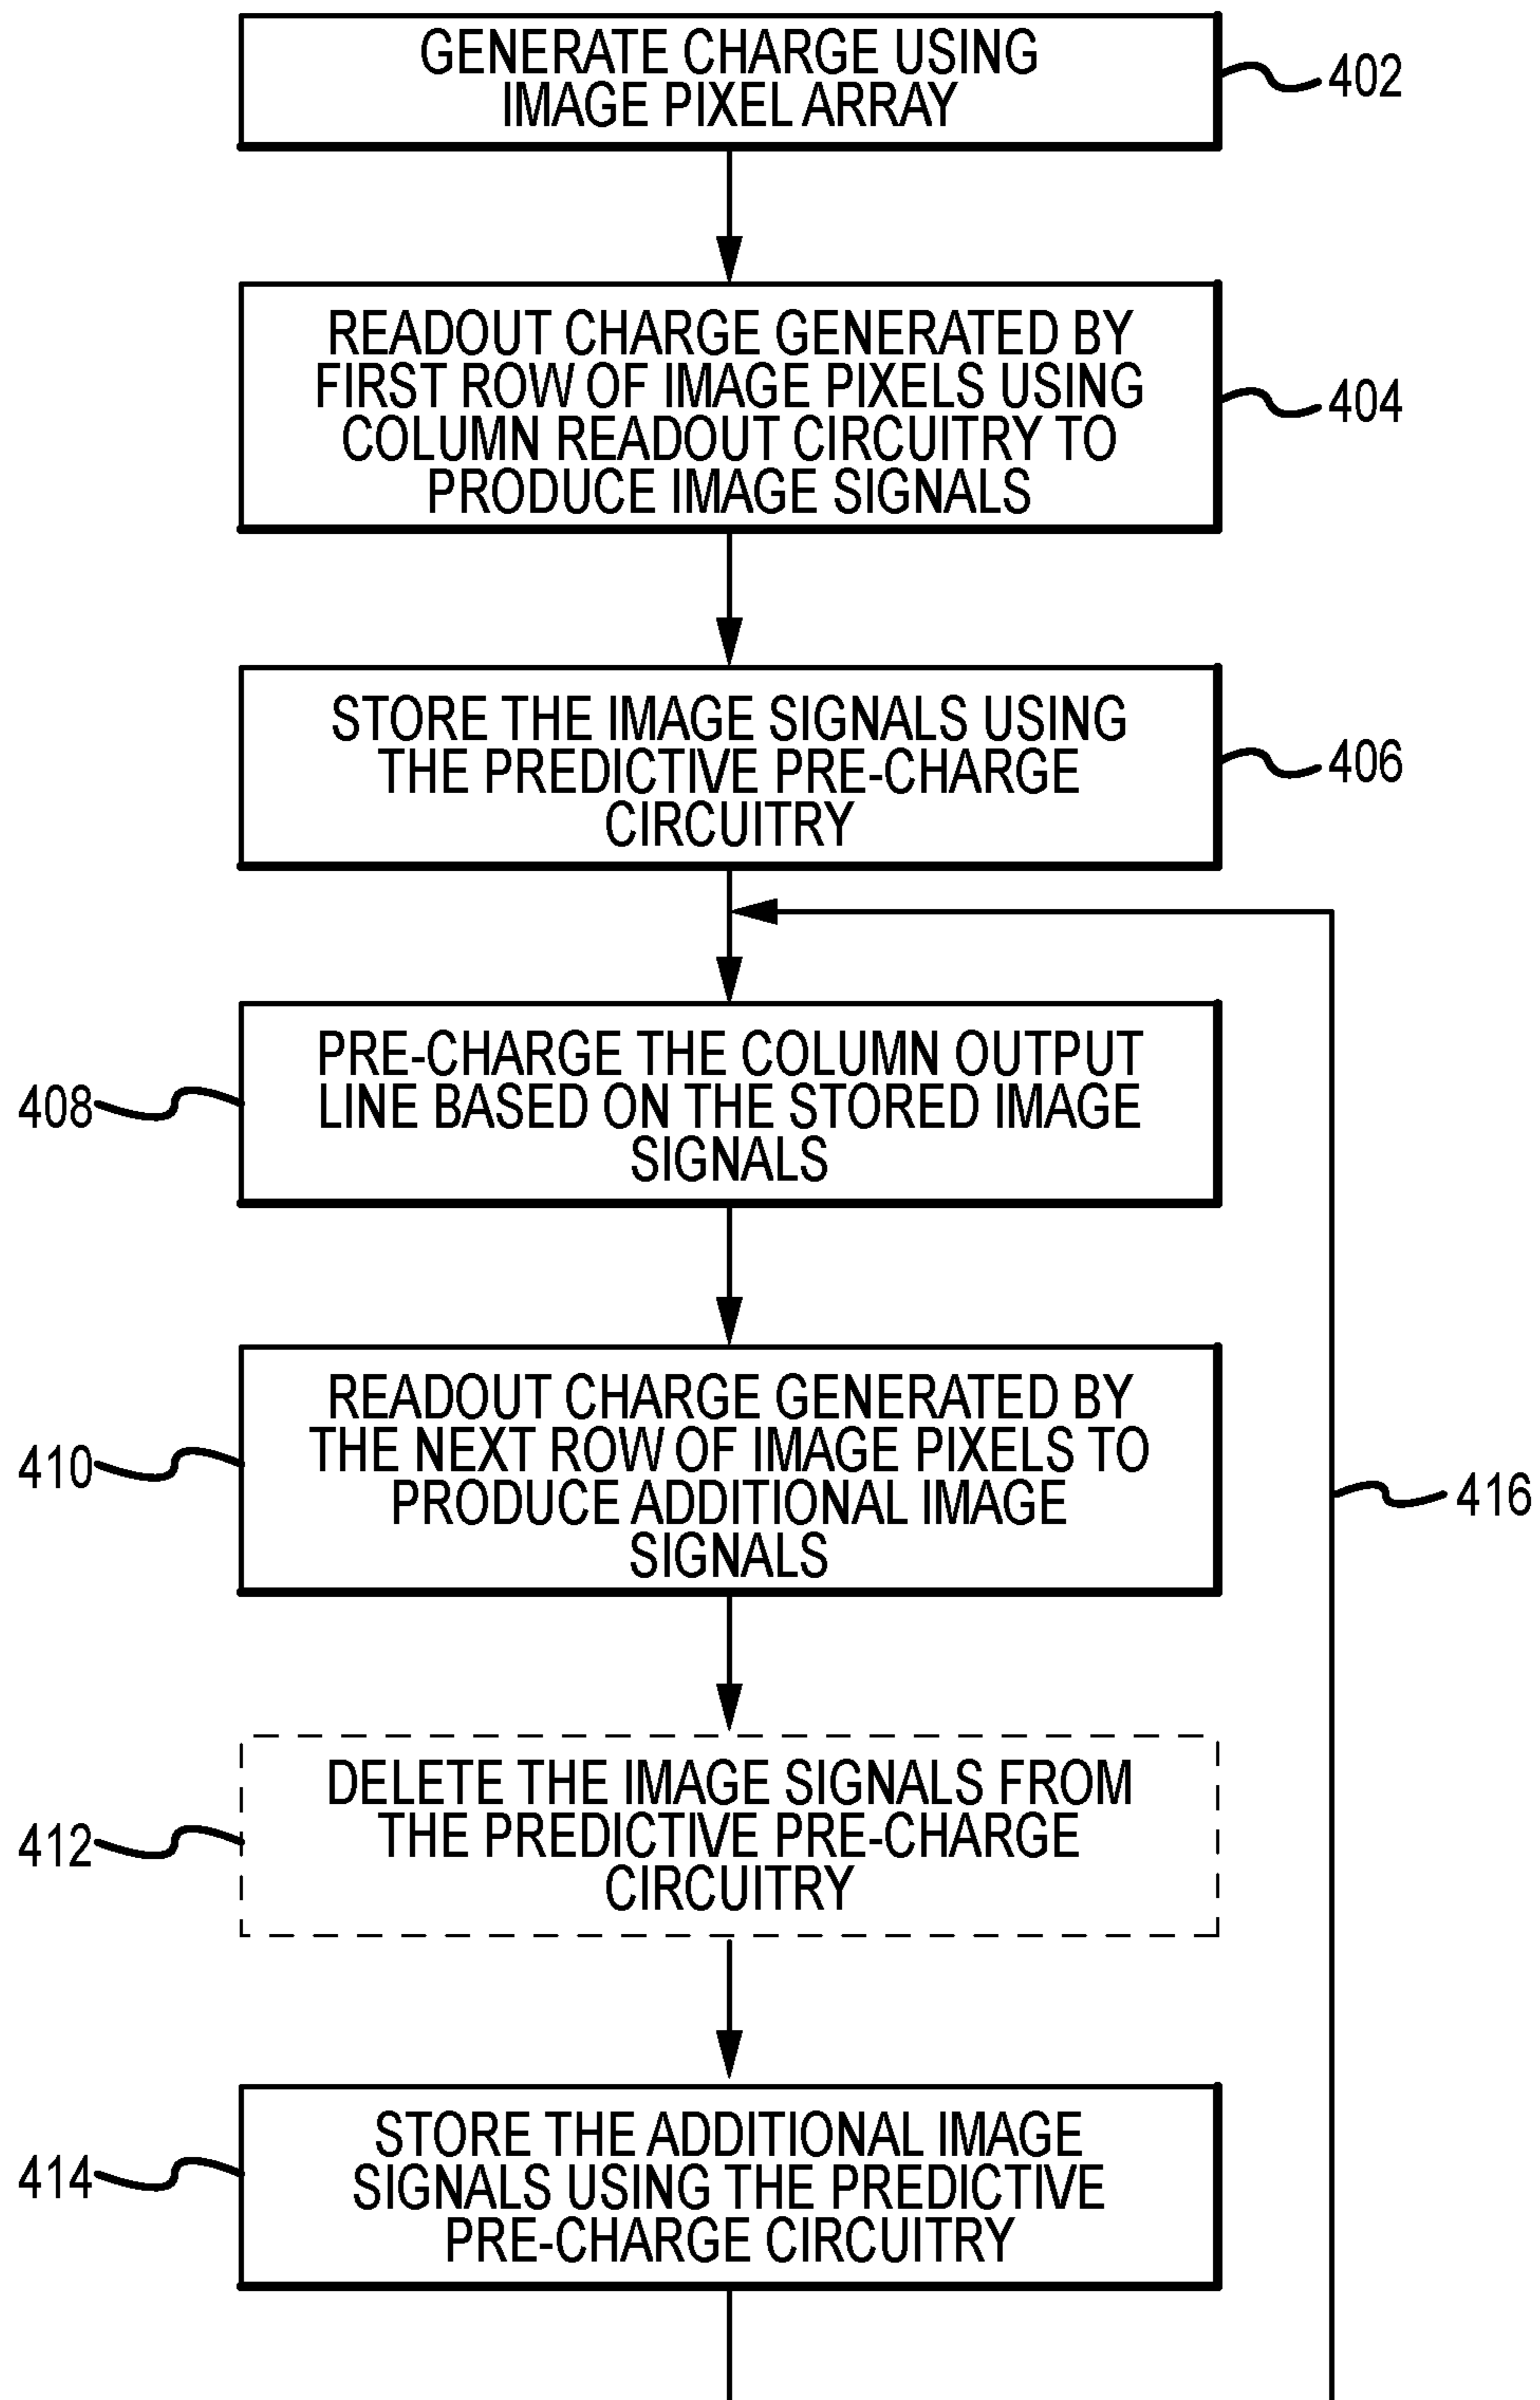 GENERATE CHARGE USING
IMAGE PIXEL ARRAY
402
READOUT CHARGE GENERATED BY
FIRST ROW OF IMAGE PIXELS USING
COLUMN READOUT CIRCUITRY TO
PRODUCE IMAGE SIGNALS
404
STORE THE IMAGE SIGNALS USING
THE PREDICTIVE PRE-CHARGE
CIRCUITRY
406
PRE-CHARGE THE COLUMN OUTPUT
LINE BASED ON THE STORED IMAGE
SIGNALS
408
READOUT CHARGE GENERATED BY
THE NEXT ROW OF IMAGE PIXELS TO
PRODUCE ADDITIONAL IMAGE
SIGNALS
410
416
DELETE THE IMAGE SIGNALS FROM
THE PREDICTIVE PRE-CHARGE
CIRCUITRY
412
STORE THE ADDITIONAL IMAGE
SIGNALS USING THE PREDICTIVE
PRE-CHARGE CIRCUITRY
414